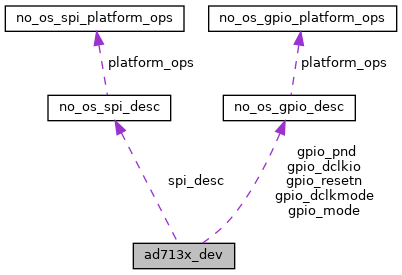 no_os_spi_platform_ops
no_os_gpio_platform_ops
platform_ops
platform_ops
no_os_spi_desc
no_os_gpio_desc
spi_desc
gpio_pnd
gpio_dclkio
gpio_resetn
gpio_dclkmode
gpio_mode
ad713x_dev